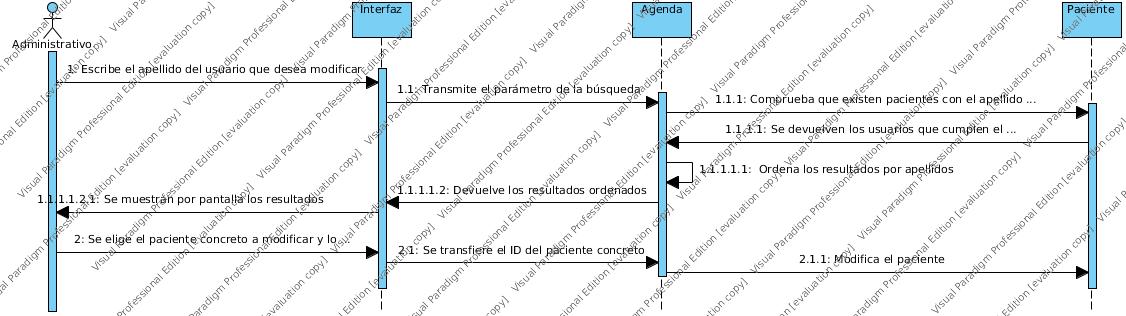 Administrativo
Interfaz
Agenda
Paciente
1: Escribe el apellido del usuario que desea modificar
1.1: Transmite el parámetro de la búsqueda
1.1.1: Comprueba que existen pacientes con el apellido ...
1.1.1.1: Se devuelven los usuarios que cumplen el ...
1.1.1.1.1: Ordena los resultados por apellidos
1.1.1.1.2: Devuelve los resultados ordenados
1.1.1.1.2.1: Se muestran por pantalla los resultados
2: Se elige el paciente concreto a modificar y lo ...
2.1: Se transfiere el ID del paciente concreto
2.1.1: Modifica el paciente
Visual Paradigm Professional Edition [evaluation copy]